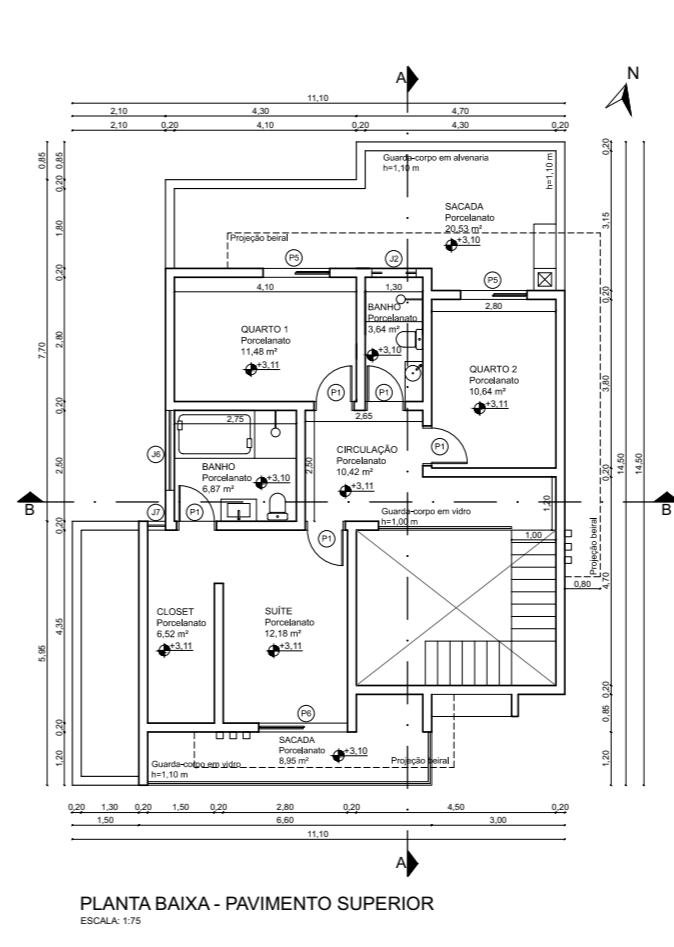 N
A
11,10
2,10
4,30
4,70
2,10
0,20
4,10
0,20
4,30
0,20
0,85
0,85
0,20
Guarda-corpo em alvenaria
h=1,10 m
h=1,10 m
0,20
SACADA
Porcelanato
20,53 m²
+3,10
1,80
3,15
Projeção beiral
P5
J2
P5
0,20
0,20
4,10
1,30
2,80
BANHO
Porcelanato
3,64 m²
+3,10
QUARTO 1
Porcelanato
11,48 m²
+3,11
7,70
2,80
QUARTO 2
Porcelanato
10,64 m²
+3,11
3,80
P1
P1
0,20
2,65
2,75
P1
CIRCULAÇÃO
Porcelanato
10,42 m²
+3,11
J6
2,50
2,50
BANHO
Porcelanato
6,87 m²
+3,10
0,20
14,50
14,50
B
B
J7
P1
Guarda-corpo em vidro
h=1,00 m
1,20
0,20
P1
1,00
Projeção beiral
0,80
4,70
CLOSET
Porcelanato
6,52 m²
+3,11
SUÍTE
Porcelanato
12,18 m²
+3,11
4,35
5,95
0,20
P6
0,85
0,20
0,20
SACADA
Porcelanato
8,95 m²
+3,10
Projeção beiral
Guarda-corpo em vidro
h=1,10 m
1,20
1,20
0,20
1,30
0,20
1,50
0,20
2,80
0,20
4,50
0,20
1,50
6,60
3,00
11,10
A
PLANTA BAIXA - PAVIMENTO SUPERIOR
ESCALA: 1:75